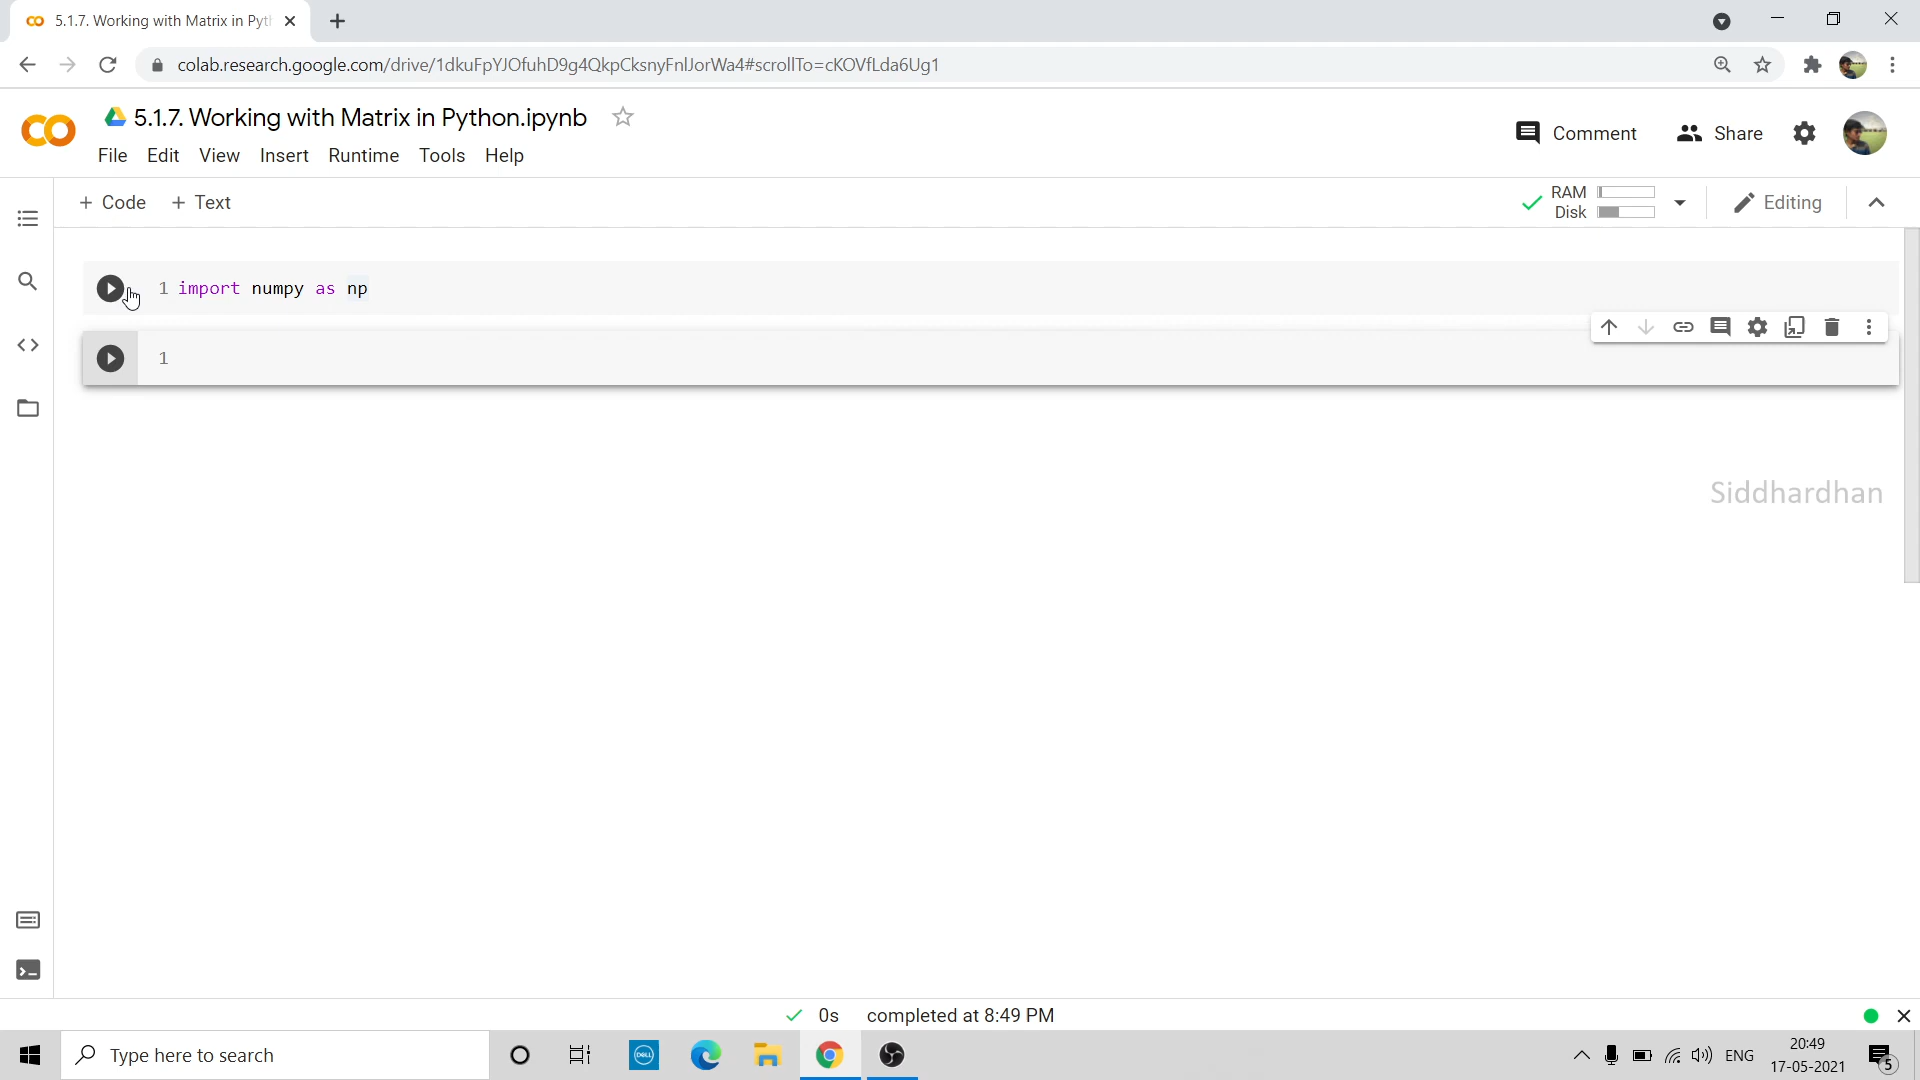 5.1.7. Working with Matrix in Pyth
colab.research.google.com/drive/1dkuFpYJOfuhD9g4QkpCksnyFnlJorWa4#scrollTo=cKOVfLda6Ug1
5.1.7. Working with Matrix in Python.ipynb
Comment
Share
File Edit View Insert Runtime Tools Help
+ Code + Text
RAM
Disk
Editing
1 import numpy as np
1
Siddhardhan
0s completed at 8:49 PM
Type here to search
DELL
ENG
20:49
17-05-2021
5